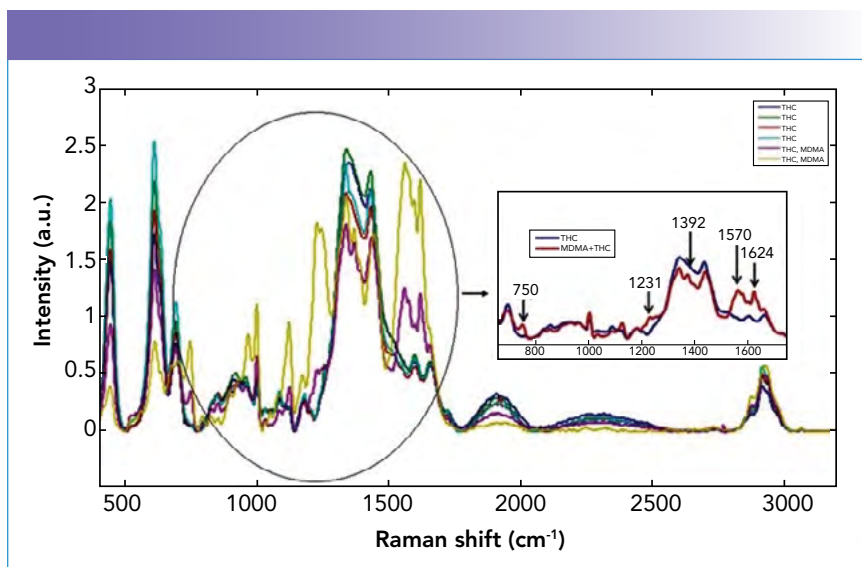 3
2.5
2
1.5
1
0.5
0
Intensity (a.u.)
500 1000 1500 2000 2500 3000
Raman shift (cm-1)
THC
THC
THC
THC
THC, MDMA
THC, MDMA
THC
MDMA+THC
750
1231
1392
1570
1624
800 1000 1200 1400 1600